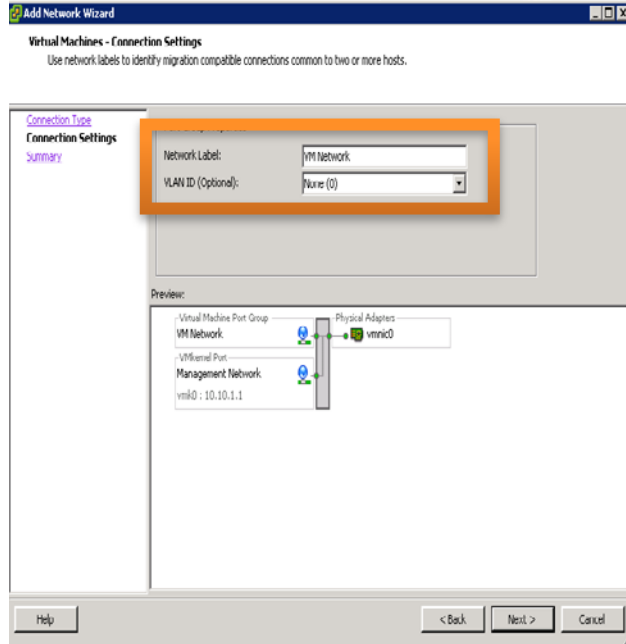 Add Network Wizard
Virtual Machines - Connection Settings
Use network labels to identify migration compatible connections common to two or more hosts.
Connection Type
Connection Settings
Summary
Network Label:
VM Network
VLAN ID (Optional):
None (0)
Preview:
Virtual Machine Port Group
Physical Adapters
VM Network
vmnic0
VMkernel Port
Management Network
vmk0 : 10.10.1.1
Help
< Back
Next >
Cancel